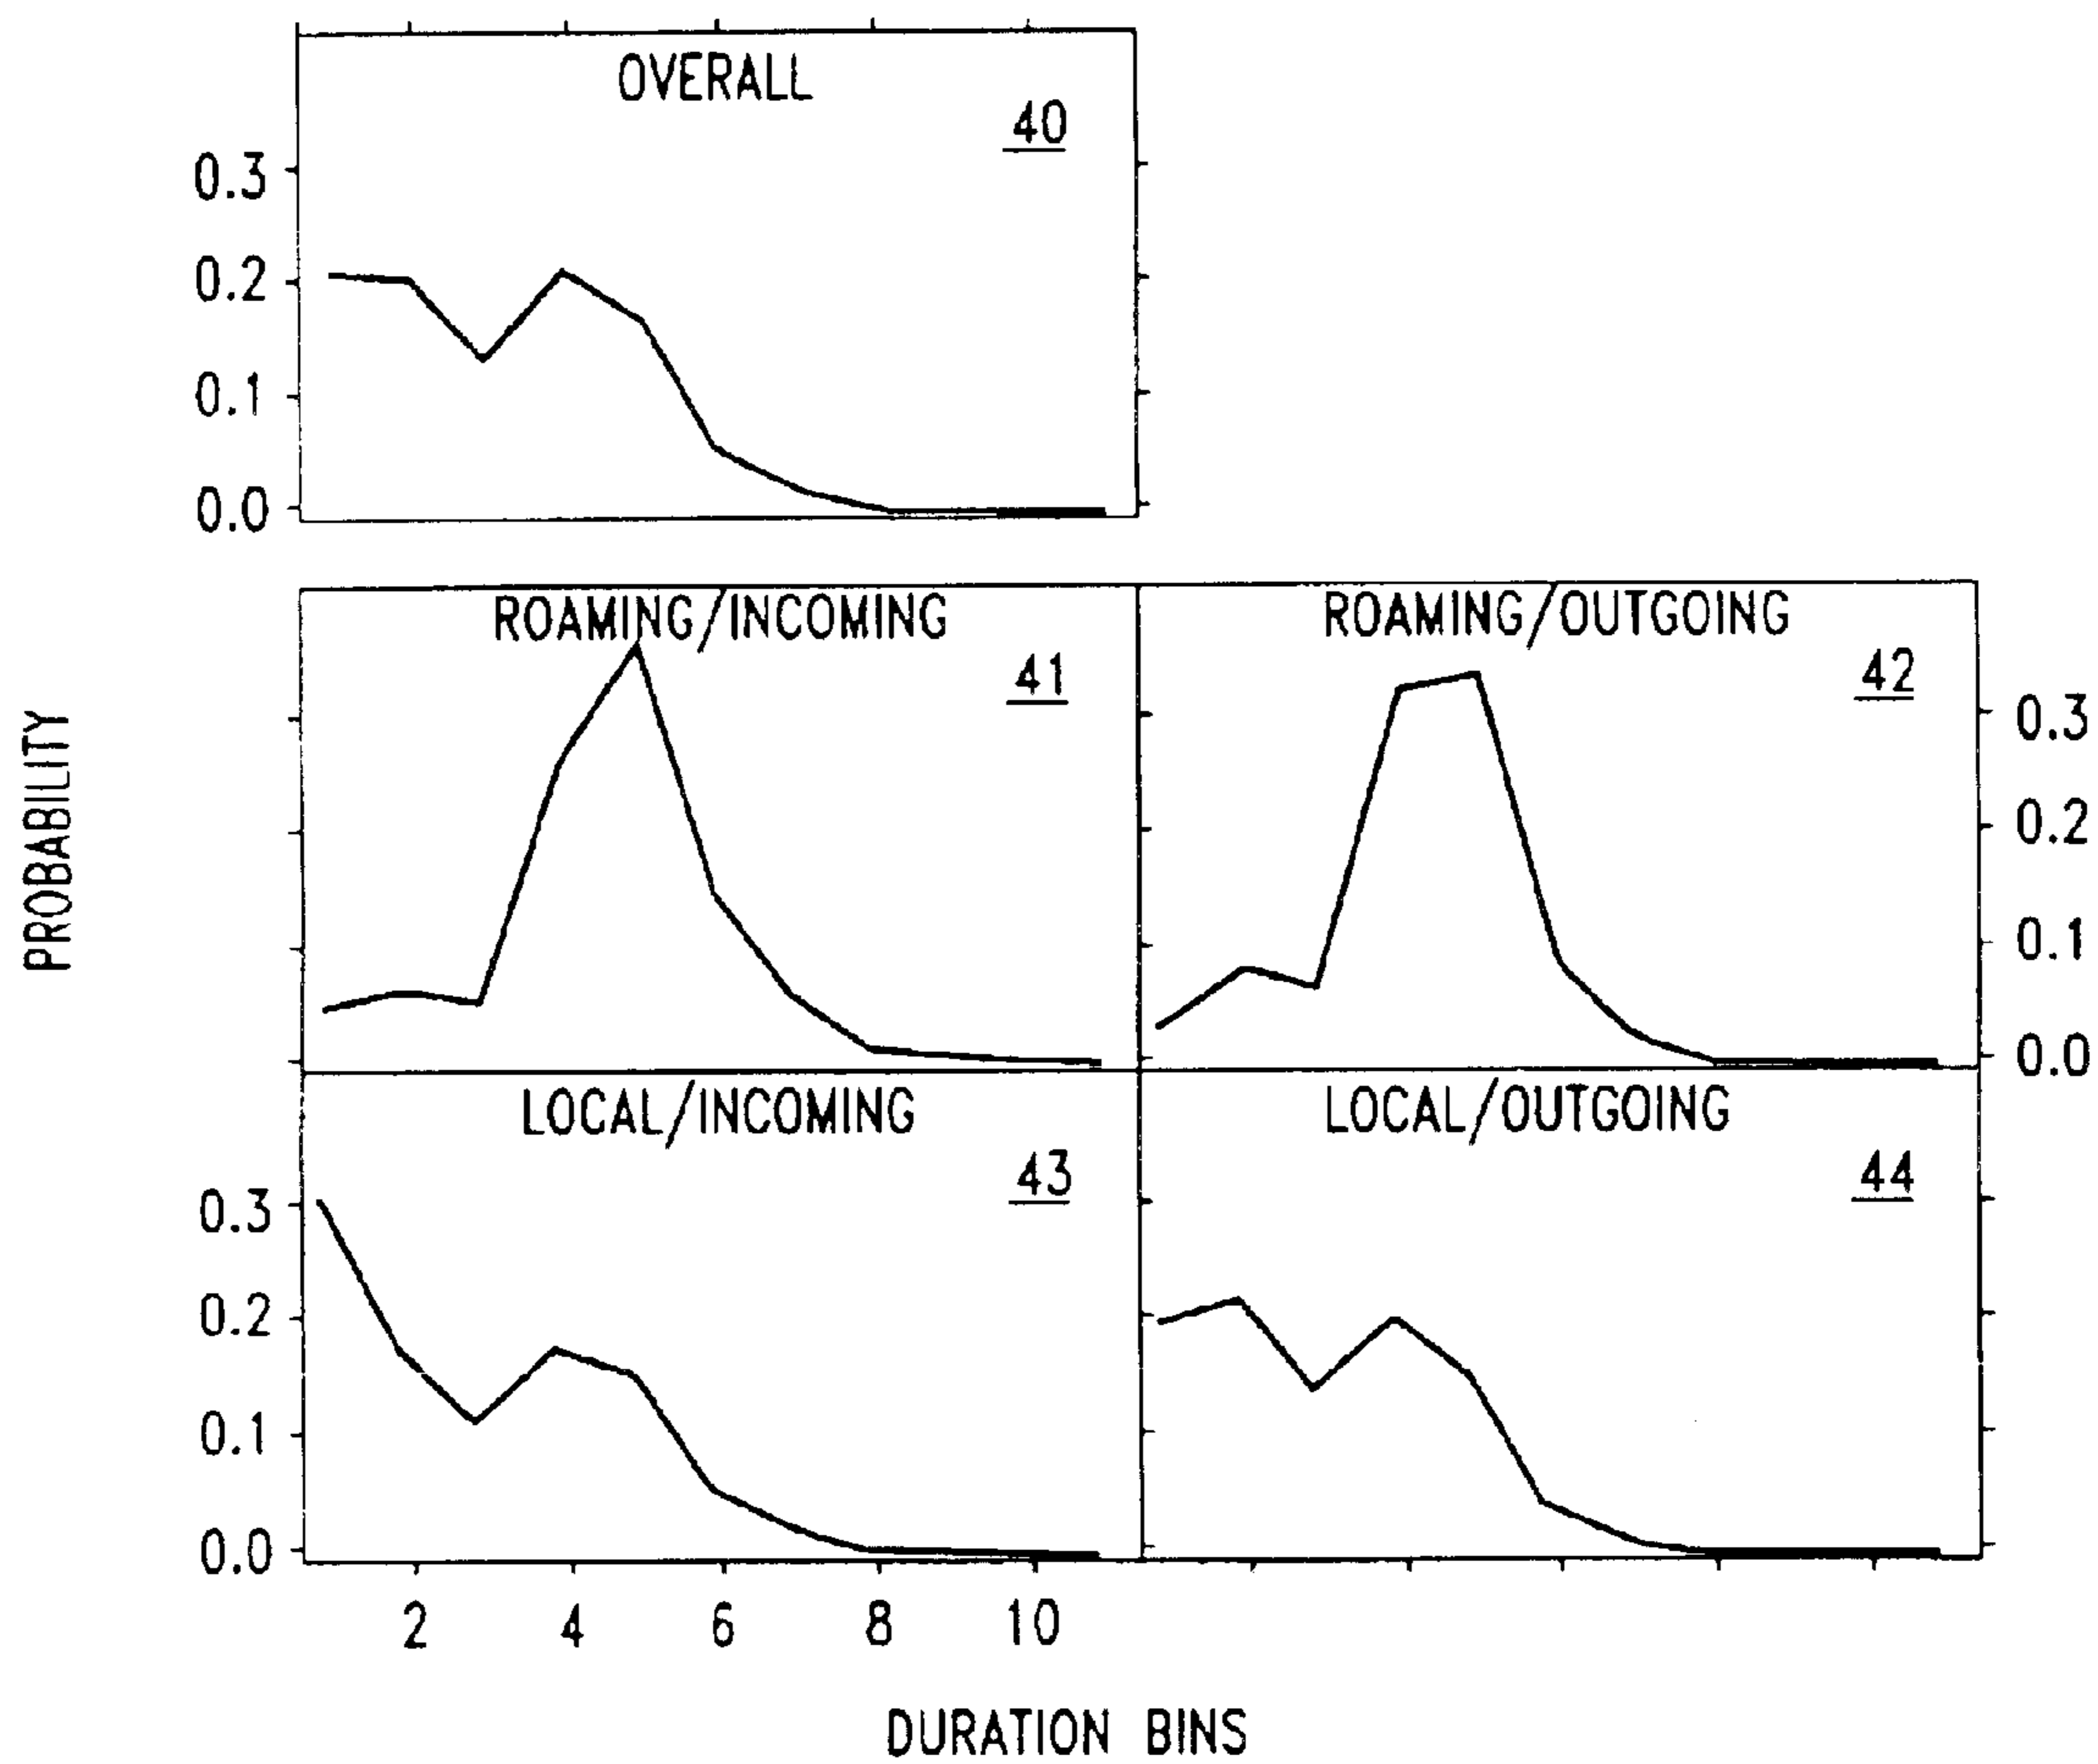 OVERALL
40
0.3
0.2
0.1
0.0
ROAMING/INCOMING
41
ROAMING/OUTGOING
42
0.3
0.2
0.1
0.0
PROBABILITY
LOCAL/INCOMING
43
LOCAL/OUTGOING
44
0.3
0.2
0.1
0.0
2 4 6 8 10
DURATION BINS